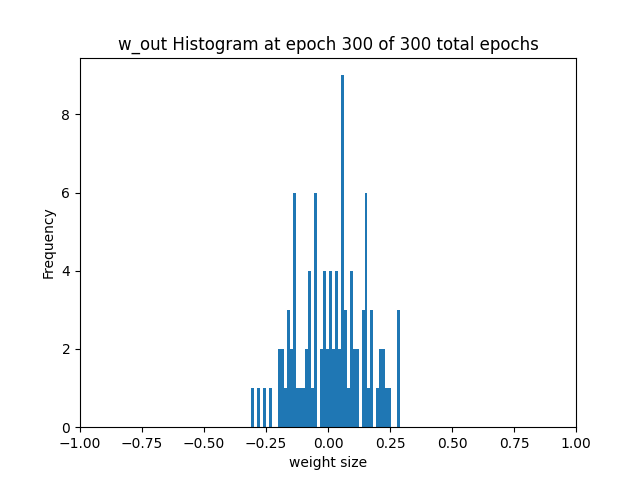 w_out Histogram at epoch 300 of 300 total epochs
Frequency
8
6
4
2
0
−1.00 −0.75 −0.50 −0.25 0.00 0.25 0.50 0.75 1.00
weight size